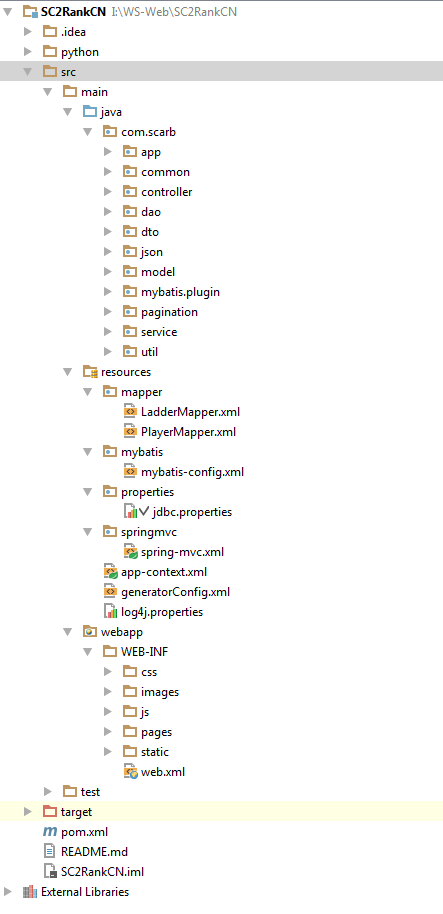 SC2RankCN I:\WS-Web\SC2RankCN
.idea
python
src
main
java
com.scarb
app
common
controller
dao
dto
json
model
mybatis.plugin
pagination
service
util
resources
mapper
LadderMapper.xml
PlayerMapper.xml
mybatis
mybatis-config.xml
properties
jdbc.properties
springmvc
spring-mvc.xml
app-context.xml
generatorConfig.xml
log4j.properties
webapp
WEB-INF
css
images
js
pages
static
web.xml
test
target
pom.xml
README.md
SC2RankCN.iml
External Libraries